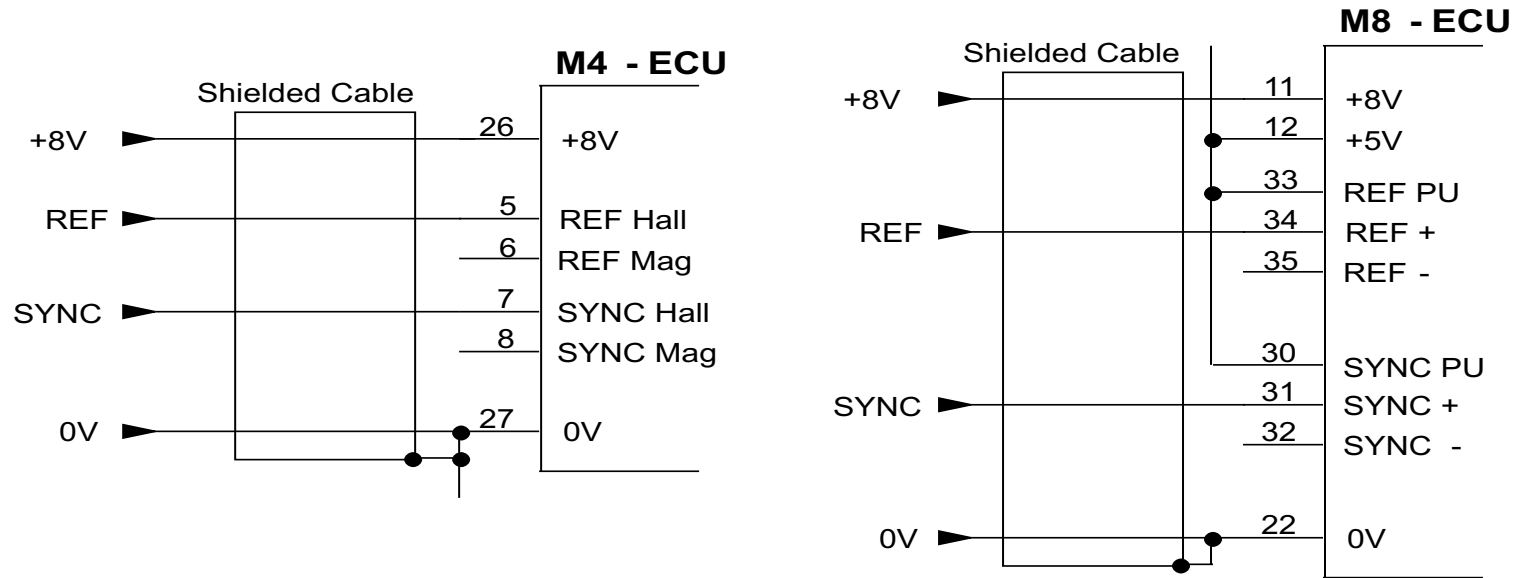 M4 - ECU
Shielded Cable
+8V
26
+8V
REF
5
REF Hall
6
REF Mag
SYNC
7
SYNC Hall
8
SYNC Mag
0V
27
0V
M8 - ECU
Shielded Cable
+8V
11
+8V
12
+5V
33
REF PU
REF
34
REF +
35
REF -
30
SYNC PU
SYNC
31
SYNC +
32
SYNC -
0V
22
0V